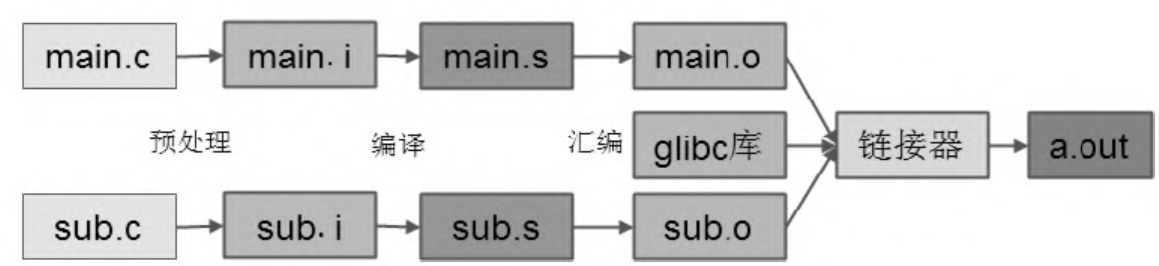 main.c main.i main.s main.o
预处理 编译 汇编 glibc库 链接器 a.out
sub.c sub.i sub.s sub.o